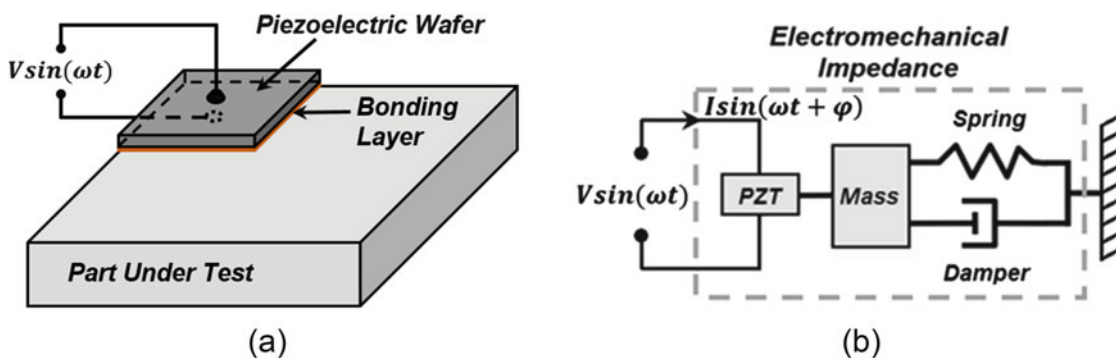 Piezoelectric Wafer
Vsin(ωt)
Bonding
Layer
Part Under Test
(a)
Electromechanical
Impedance
Isin(ωt + φ)
Spring
Vsin(ωt)
PZT
Mass
Damper
(b)